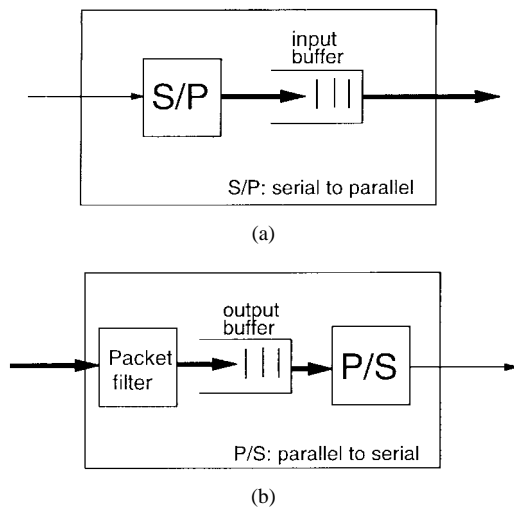 input
buffer
S/P
S/P: serial to parallel
(a)
output
buffer
Packet
filter
P/S
P/S: parallel to serial
(b)